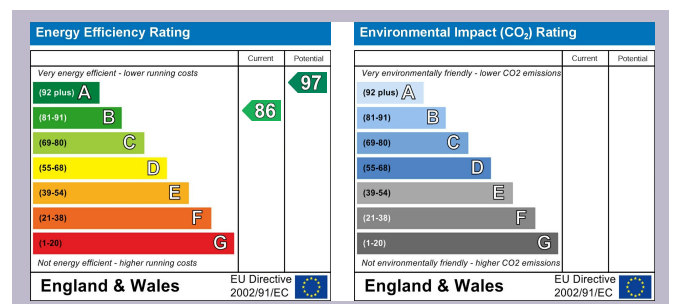 Energy Efficiency Rating
Current Potential
Very energy efficient - lower running costs
(92 plus) A
97
(81-91) B
86
(69-80) C
(55-68) D
(39-54) E
(21-38) F
(1-20) G
Not energy efficient - higher running costs
England & Wales
EU Directive
2002/91/EC
Environmental Impact (CO₂) Rating
Current Potential
Very environmentally friendly - lower CO2 emissions
(92 plus) A
(81-91) B
(69-80) C
(55-68) D
(39-54) E
(21-38) F
(1-20) G
Not environmentally friendly - higher CO2 emissions
England & Wales
EU Directive
2002/91/EC